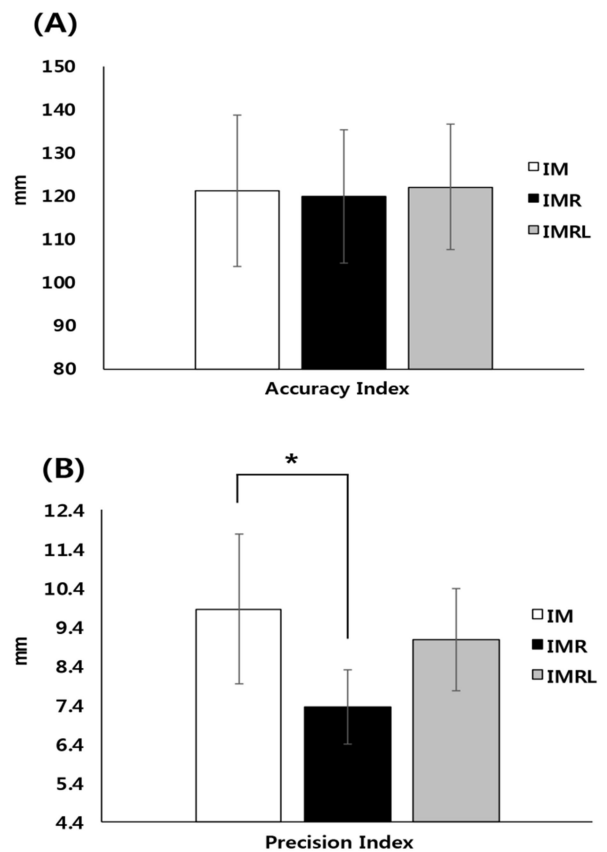 (A)
150
140
130
120
110
100
90
80
mm
IM
IMR
IMRL
Accuracy Index
(B)
*
12.4
11.4
10.4
9.4
8.4
7.4
6.4
5.4
4.4
mm
IM
IMR
IMRL
Precision Index